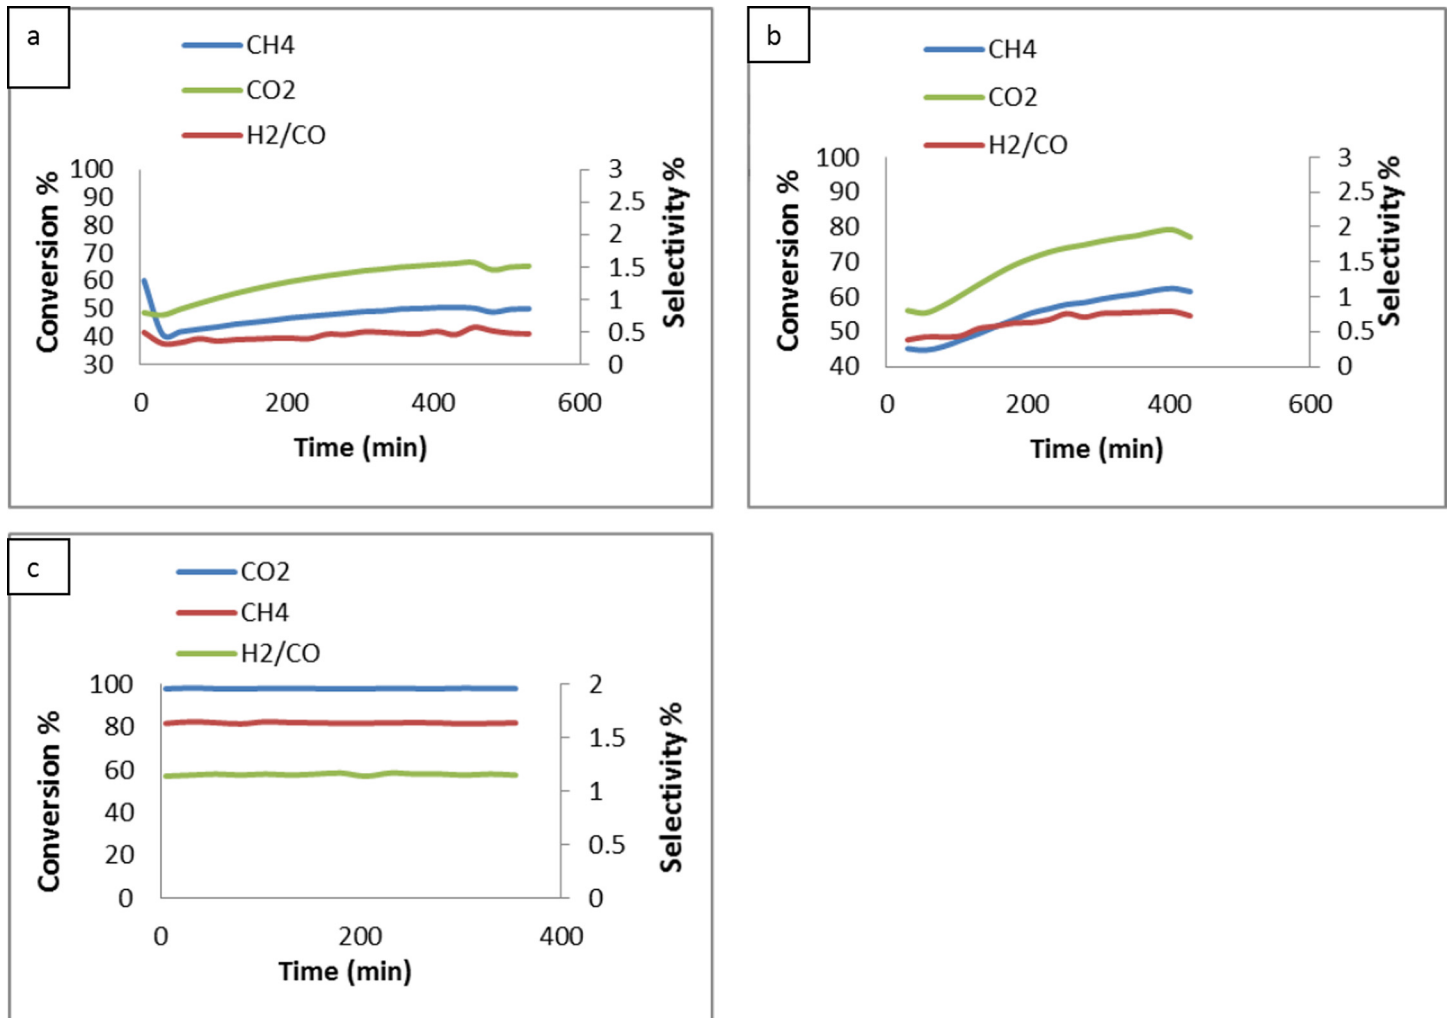 a
CH4
CO2
H2/CO
Conversion %
100
90
80
70
60
50
40
30
3
2.5
2
1.5
1
0.5
0
Selectivity %
0 200 400 600
Time (min)
b
CH4
CO2
H2/CO
Conversion %
100
90
80
70
60
50
40
3
2.5
2
1.5
1
0.5
0
Selectivity %
0 200 400 600
Time (min)
c
CO2
CH4
H2/CO
Conversion %
100
80
60
40
20
0
2
1.5
1
0.5
0
Selectivity %
0 200 400
Time (min)